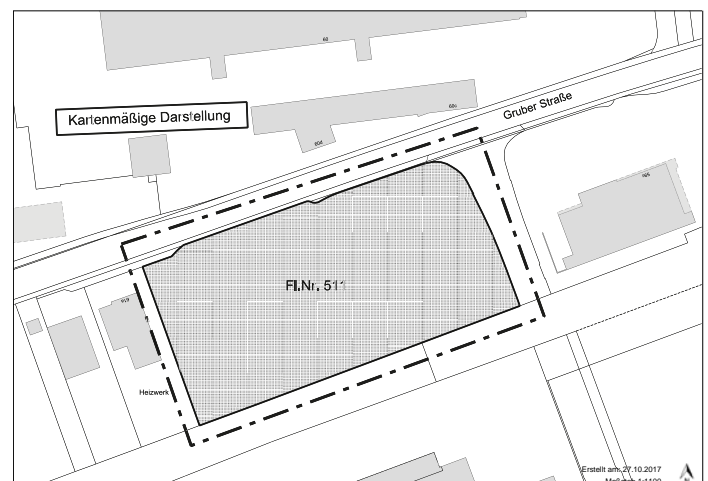 Kartenmäßige Darstellung
Gruber Straße
Fl.Nr. 511
Heizwerk
Erstellt am: 27.10.2017